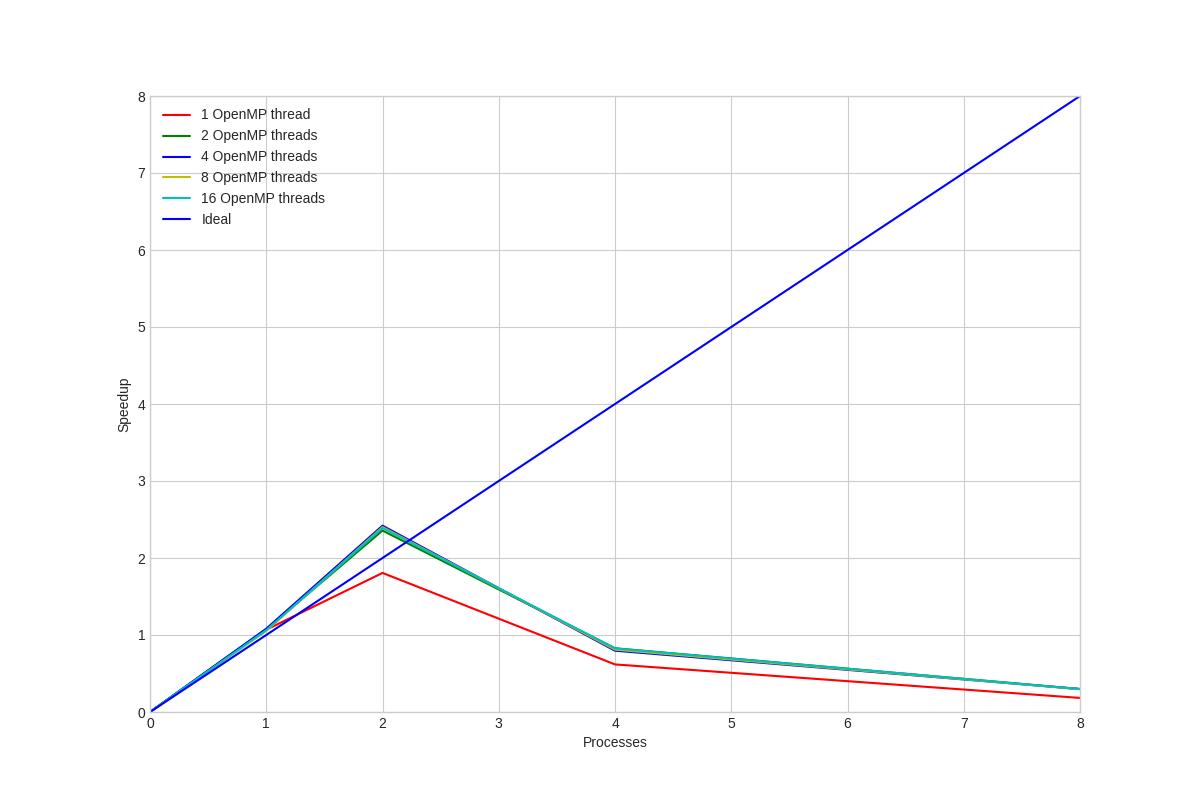 8
7
6
5
4
3
2
1
0
Speedup
1 OpenMP thread
2 OpenMP threads
4 OpenMP threads
8 OpenMP threads
16 OpenMP threads
Ideal
0 1 2 3 4 5 6 7 8
Processes